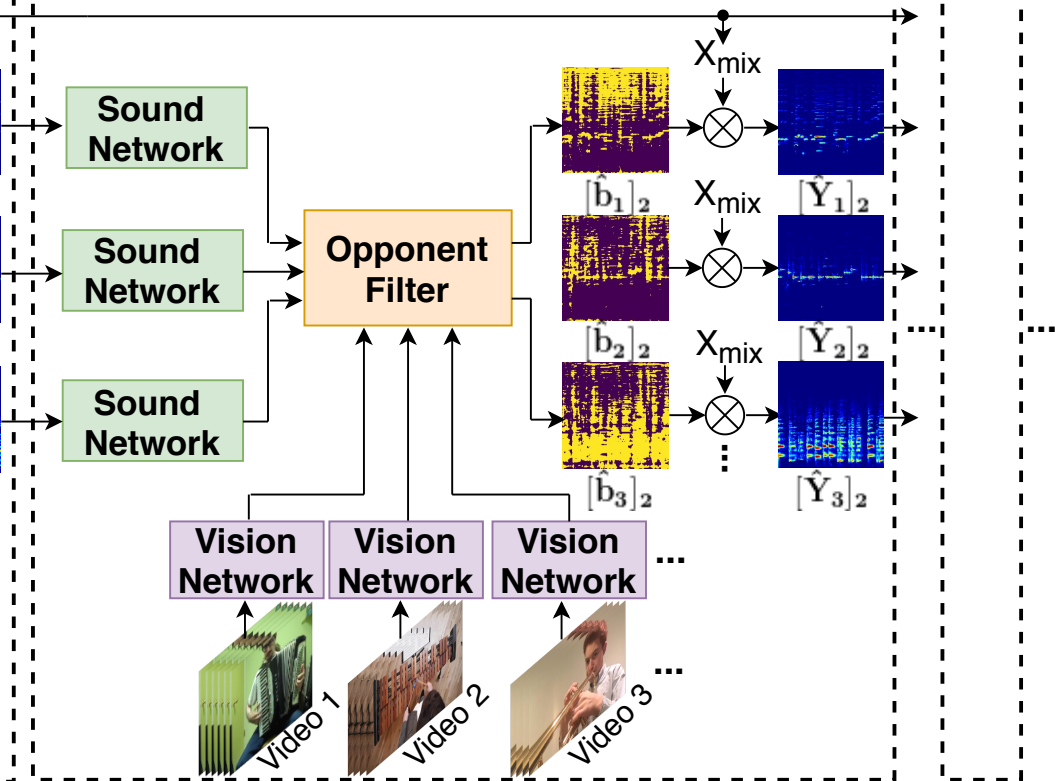 X_mix
Sound
Network
[b̂₁]₂
[Ŷ₁]₂
X_mix
Sound
Network
Opponent
Filter
[b̂₂]₂
[Ŷ₂]₂
...
...
X_mix
Sound
Network
...
[b̂₃]₂
[Ŷ₃]₂
Vision
Network
Vision
Network
Vision
Network
...
Video 1
Video 2
Video 3
...